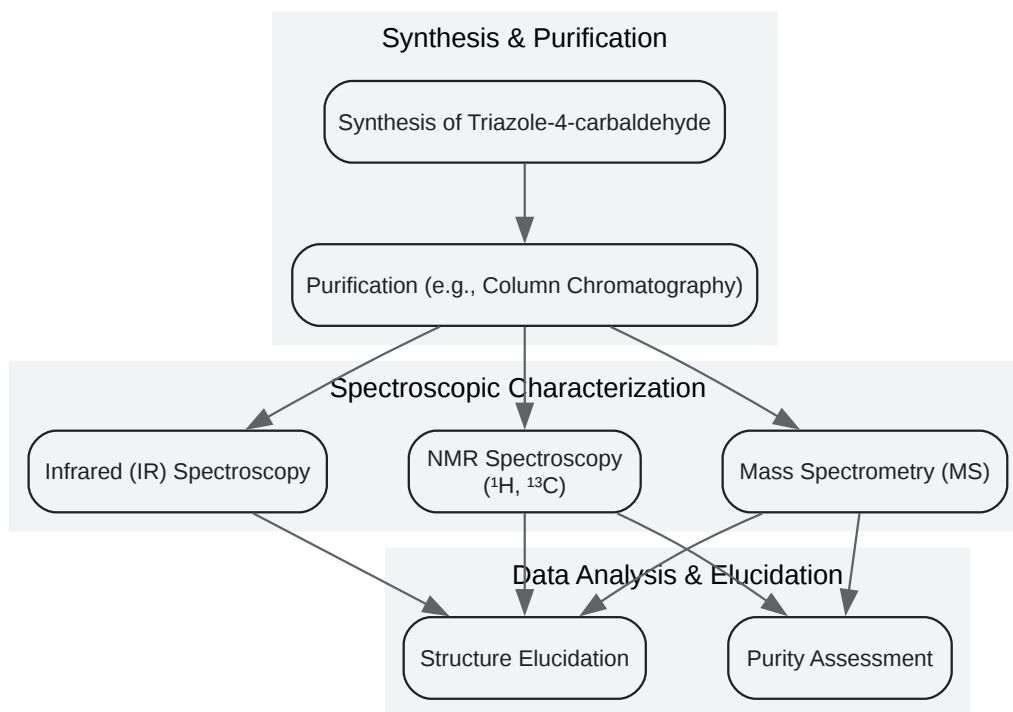 Synthesis & Purification
Synthesis of Triazole-4-carbaldehyde
Purification (e.g., Column Chromatography)
Spectroscopic Characterization
Infrared (IR) Spectroscopy
NMR Spectroscopy
(¹H, ¹³C)
Mass Spectrometry (MS)
Data Analysis & Elucidation
Structure Elucidation
Purity Assessment